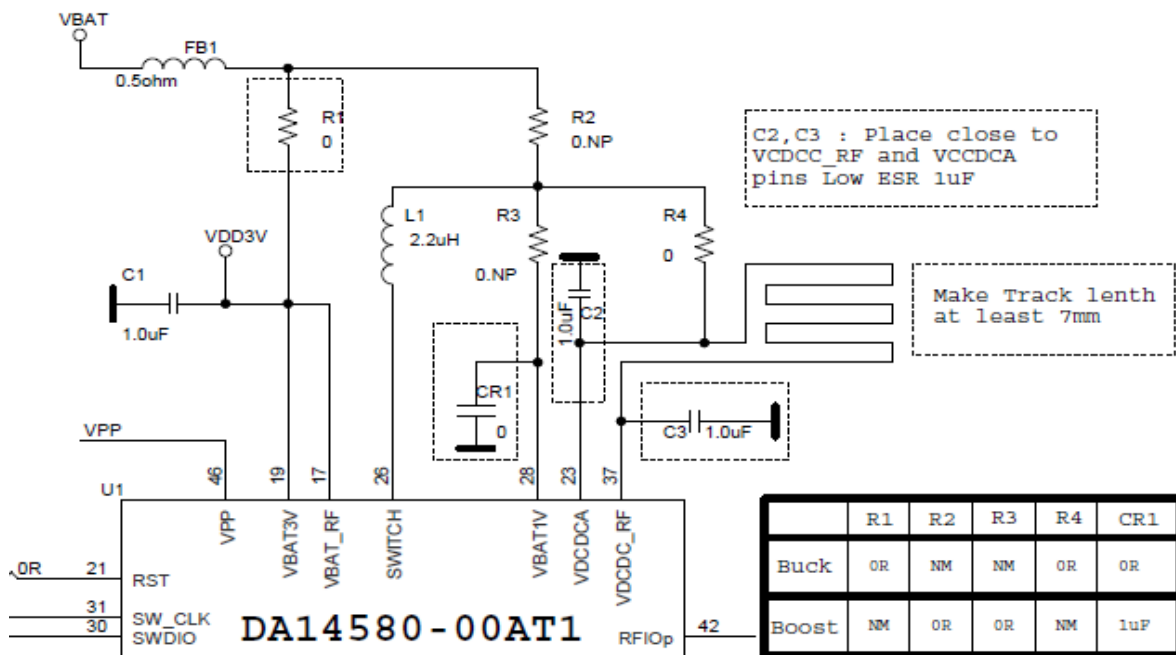 VBAT
FB1
0.5ohm
R1
0
R2
0.NP
C2,C3 : Place close to
VCDCC_RF and VCCDCA
pins Low ESR 1uF
L1
2.2uH
R3
0.NP
R4
0
VDD3V
C1
1.0uF
1.0uF
C2
Make Track lenth
at least 7mm
CR1
0
C3
1.0uF
VPP
U1
46
19
17
26
28
23
37
VPP
VBAT3V
VBAT_RF
SWITCH
VBAT1V
VDCDCA
VDCDC_RF
0R
21
RST
31
SW_CLK
30
SWDIO
DA14580-00AT1
RFIOp
42
R1 R2 R3 R4 CR1
Buck 0R NM NM 0R 0R
Boost NM 0R 0R NM 1uF